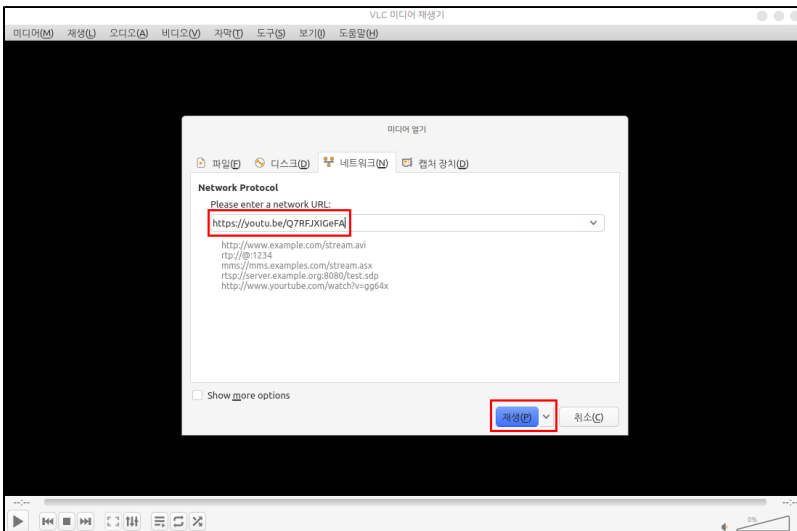 VLC 미디어 재생기
미디어(M) 재생(L) 오디오(A) 비디오(V) 자막(T) 도구(S) 보기(I) 도움말(H)
미디어 열기
파일(F) 디스크(D) 네트워크(N) 캡처 장치(D)
Network Protocol
Please enter a network URL:
https://youtu.be/Q7RFJXIGeFA
http://www.example.com/stream.avi
rtp://@:1234
mms://mms.examples.com/stream.asx
rtsp://server.example.org:8080/test.sdp
http://www.yourtube.com/watch?v=gg64x
Show more options
재생(P) 취소(C)
--:-- --:--
0%